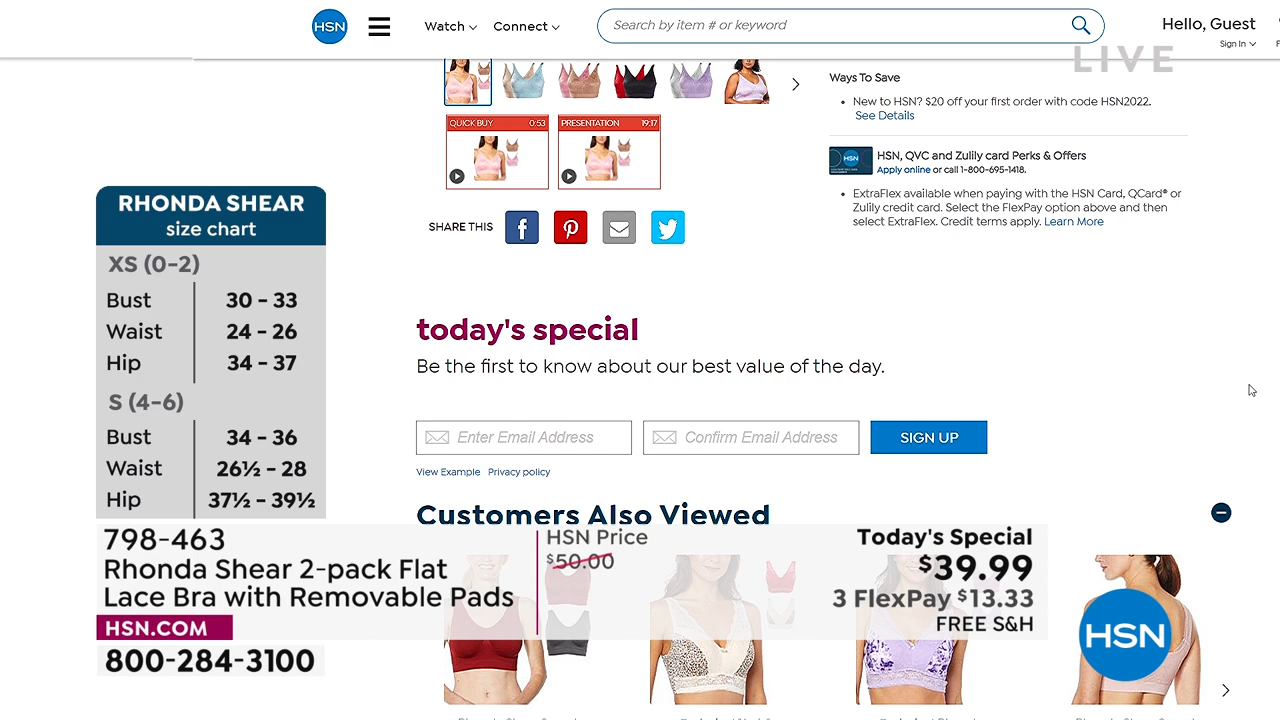 HSN
Watch
Connect
Search by item # or keyword
Hello, Guest
Sign In
LIVE
QUICK BUY 0:53
PRESENTATION 19:17
SHARE THIS
Ways To Save
New to HSN? $20 off your first order with code HSN2022.
See Details
HSN
HSN, QVC and Zulily card Perks & Offers
Apply online or call 1-800-695-1418.
ExtraFlex available when paying with the HSN Card, QCard® or
Zulily credit card. Select the FlexPay option above and then
select ExtraFlex. Credit terms apply. Learn More
RHONDA SHEAR
size chart
XS (0-2)
Bust 30 - 33
Waist 24 - 26
Hip 34 - 37
S (4-6)
Bust 34 - 36
Waist 26½ - 28
Hip 37½ - 39½
today's special
Be the first to know about our best value of the day.
Enter Email Address
Confirm Email Address
SIGN UP
View Example Privacy policy
Customers Also Viewed
798-463
Rhonda Shear 2-pack Flat
Lace Bra with Removable Pads
HSN.COM
800-284-3100
HSN Price
$50.00
Today's Special
$39.99
3 FlexPay $13.33
FREE S&H
HSN